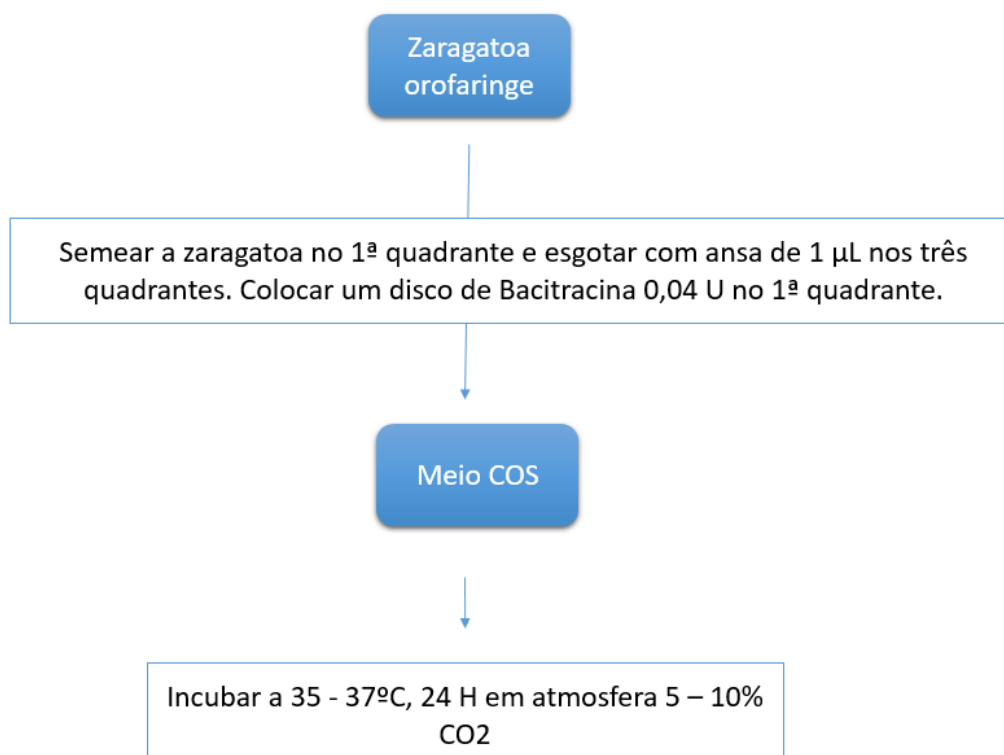 Zaragatoa
orofaringe
Semear a zaragatoa no 1ª quadrante e esgotar com ansa de 1 µL nos três
quadrantes. Colocar um disco de Bacitracina 0,04 U no 1ª quadrante.
Meio COS
Incubar a 35 - 37ºC, 24 H em atmosfera 5 – 10%
CO2